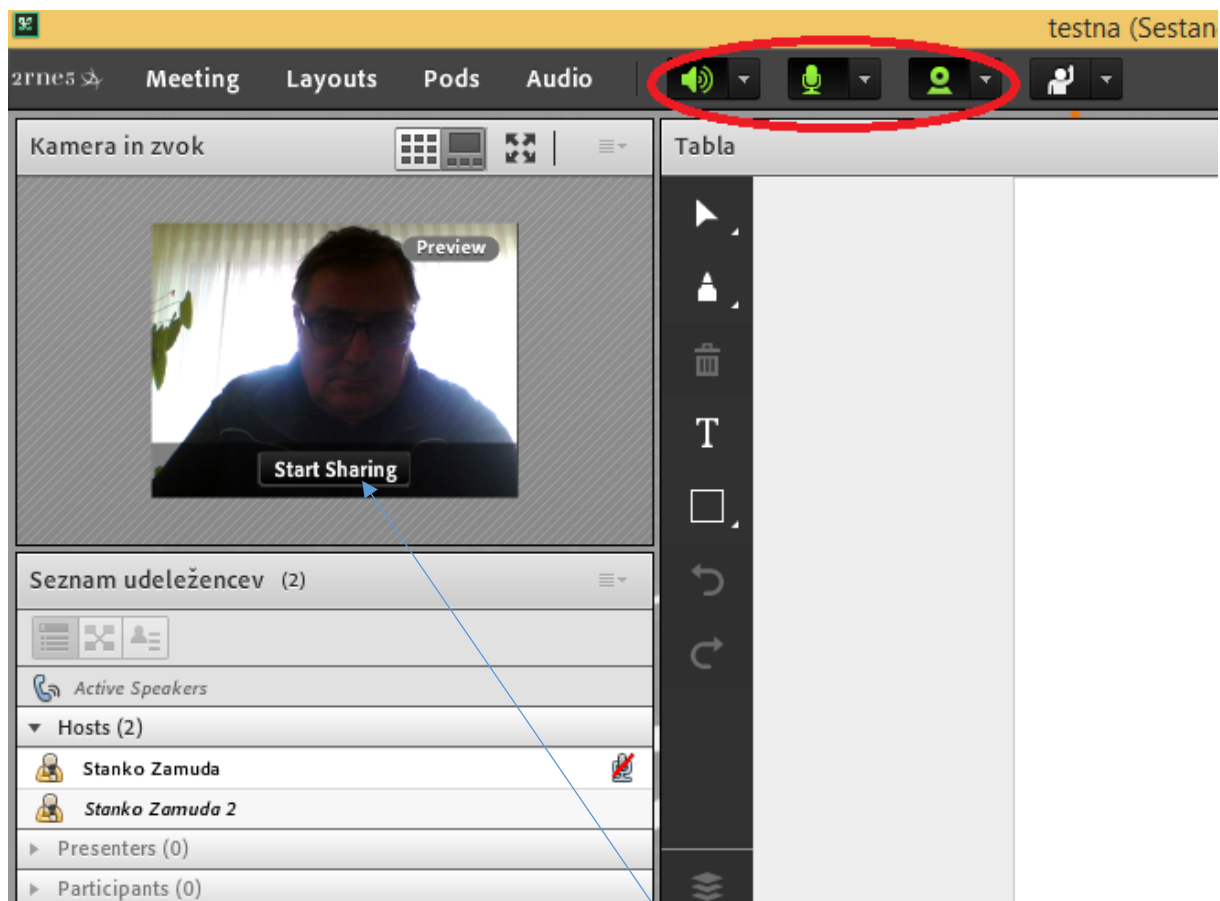 testna (Sestan
arnes Meeting Layouts Pods Audio
Kamera in zvok
Tabla
Preview
Start Sharing
T
Seznam udeležencev (2)
Active Speakers
Hosts (2)
Stanko Zamuda
Stanko Zamuda 2
Presenters (0)
Participants (0)